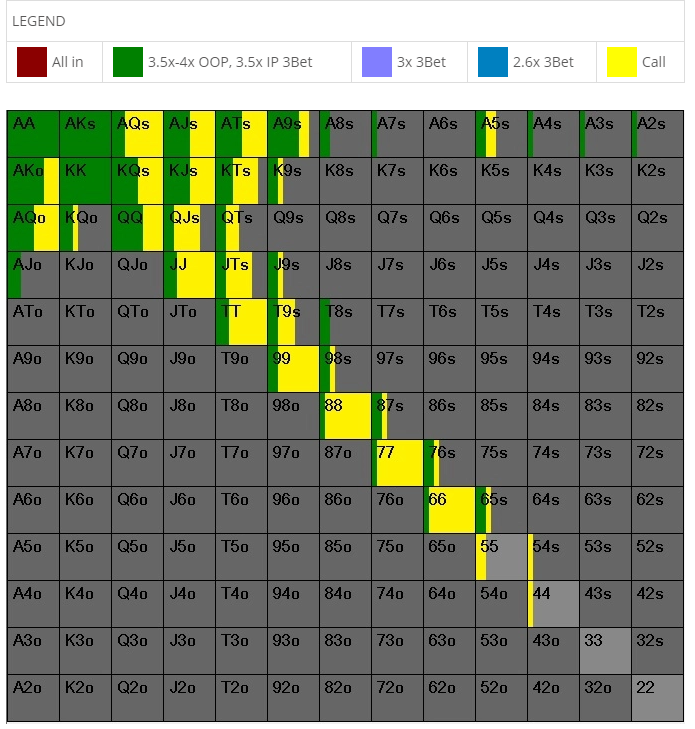 LEGEND
All in 3.5x-4x OOP, 3.5x IP 3Bet 3x 3Bet 2.6x 3Bet Call
AA AKs AQs AJs ATs A9s A8s A7s A6s A5s A4s A3s A2s
AKo KK KQs KJs KTs K9s K8s K7s K6s K5s K4s K3s K2s
AQo KQo QQ QJs QTs Q9s Q8s Q7s Q6s Q5s Q4s Q3s Q2s
AJo KJo QJo JJ JTs J9s J8s J7s J6s J5s J4s J3s J2s
ATo KTo QTo JTo TT T9s T8s T7s T6s T5s T4s T3s T2s
A9o K9o Q9o J9o T9o 99 98s 97s 96s 95s 94s 93s 92s
A8o K8o Q8o J8o T8o 98o 88 87s 86s 85s 84s 83s 82s
A7o K7o Q7o J7o T7o 97o 87o 77 76s 75s 74s 73s 72s
A6o K6o Q6o J6o T6o 96o 86o 76o 66 65s 64s 63s 62s
A5o K5o Q5o J5o T5o 95o 85o 75o 65o 55 54s 53s 52s
A4o K4o Q4o J4o T4o 94o 84o 74o 64o 54o 44 43s 42s
A3o K3o Q3o J3o T3o 93o 83o 73o 63o 53o 43o 33 32s
A2o K2o Q2o J2o T2o 92o 82o 72o 62o 52o 42o 32o 22